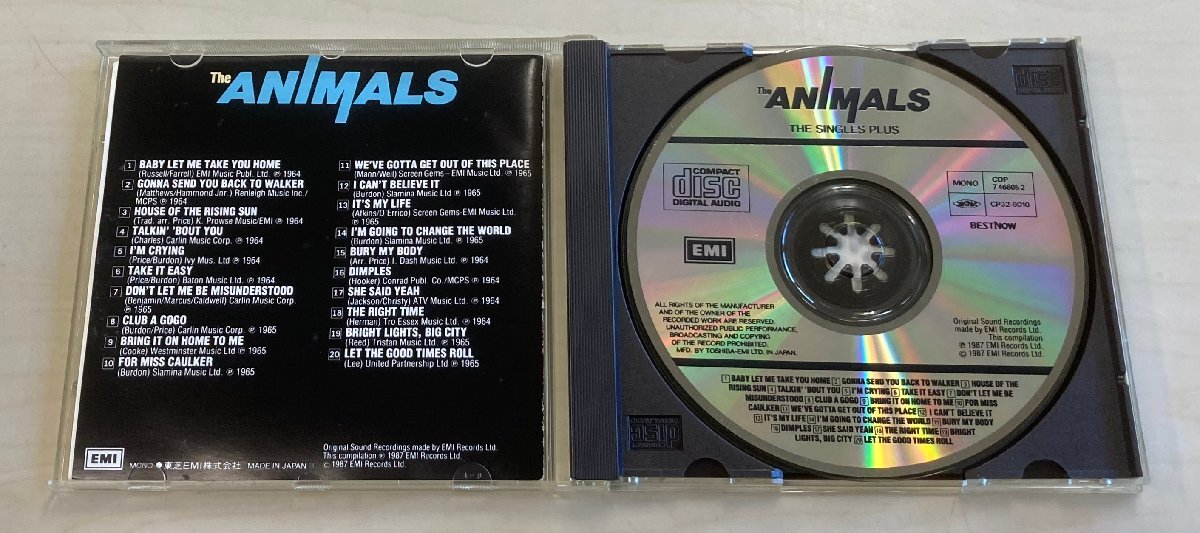 The ANIMALS
1 BABY LET ME TAKE YOU HOME
(Russell/Farrell) EMI Music Publ. Ltd. ℗ 1964
2 GONNA SEND YOU BACK TO WALKER
(Matthews/Hammond Jnr.) Ranleigh Music Inc./
MCPS ℗ 1964
3 HOUSE OF THE RISING SUN
(Trad. arr. Price) K. Prowse Music/EMI ℗ 1964
4 TALKIN' 'BOUT YOU
(Charles) Carlin Music Corp. ℗ 1964
5 I'M CRYING
(Price/Burdon) Ivy Mus. Ltd ℗ 1964
6 TAKE IT EASY
(Price/Burdon) Baton Music Ltd. ℗ 1964
7 DON'T LET ME BE MISUNDERSTOOD
(Benjamin/Marcus/Caldwell) Carlin Music Corp.
℗ 1965
8 CLUB A GOGO
(Burdon/Price) Carlin Music Corp. ℗ 1965
9 BRING IT ON HOME TO ME
(Cooke) Westminster Music Ltd ℗ 1965
10 FOR MISS CAULKER
(Burdon) Slamina Music Ltd. ℗ 1965
11 WE'VE GOTTA GET OUT OF THIS PLACE
(Mann/Weil) Screen Gems–EMI Music Ltd. ℗ 1965
12 I CAN'T BELIEVE IT
(Burdon) Slamina Music Ltd. ℗ 1965
13 IT'S MY LIFE
(Atkins/D'Errico) Screen Gems-EMI Music Ltd.
℗ 1965
14 I'M GOING TO CHANGE THE WORLD
(Burdon) Slamina Music Ltd ℗ 1965
15 BURY MY BODY
(Arr. Price) I. Dash Music Ltd. ℗ 1964
16 DIMPLES
(Hooker) Conrad Publ. Co./MCPS ℗ 1964
17 SHE SAID YEAH
(Jackson/Christy) ATV Music Ltd. ℗ 1964
18 THE RIGHT TIME
(Herman) Tro Essex Music Ltd. ℗ 1964
19 BRIGHT LIGHTS, BIG CITY
(Reed) Tristan Music Ltd. ℗ 1965
20 LET THE GOOD TIMES ROLL
(Lee) United Partnership Ltd ℗ 1965
EMI MONO ● 東芝EMI株式会社 MADE IN JAPAN
Original Sound Recordings made by EMI Records Ltd.
This compilation ℗ 1987 EMI Records Ltd.
© 1987 EMI Records Ltd.
The ANIMALS
THE SINGLES PLUS
COMPACT
disc
DIGITAL AUDIO
EMI
MONO
CDP
7 46605 2
CP32-9010
BEST NOW
ALL RIGHTS OF THE MANUFACTURER
AND OF THE OWNER OF THE
RECORDED WORK ARE RESERVED.
UNAUTHORIZED PUBLIC PERFORMANCE,
BROADCASTING AND COPYING
OF THE RECORD PROHIBITED.
MFD. BY TOSHIBA-EMI LTD. IN JAPAN.
Original Sound Recordings
made by EMI Records Ltd.
This compilation
℗ 1987 EMI Records Ltd.
© 1987 EMI Records Ltd.
1 BABY LET ME TAKE YOU HOME 2 GONNA SEND YOU BACK TO WALKER 3 HOUSE OF THE
RISING SUN 4 TALKIN' 'BOUT YOU 5 I'M CRYING 6 TAKE IT EASY 7 DON'T LET ME BE
MISUNDERSTOOD 8 CLUB A GOGO 9 BRING IT ON HOME TO ME 10 FOR MISS
CAULKER 11 WE'VE GOTTA GET OUT OF THIS PLACE 12 I CAN'T BELIEVE IT
13 IT'S MY LIFE 14 I'M GOING TO CHANGE THE WORLD 15 BURY MY BODY
16 DIMPLES 17 SHE SAID YEAH 18 THE RIGHT TIME 19 BRIGHT
LIGHTS, BIG CITY 20 LET THE GOOD TIMES ROLL